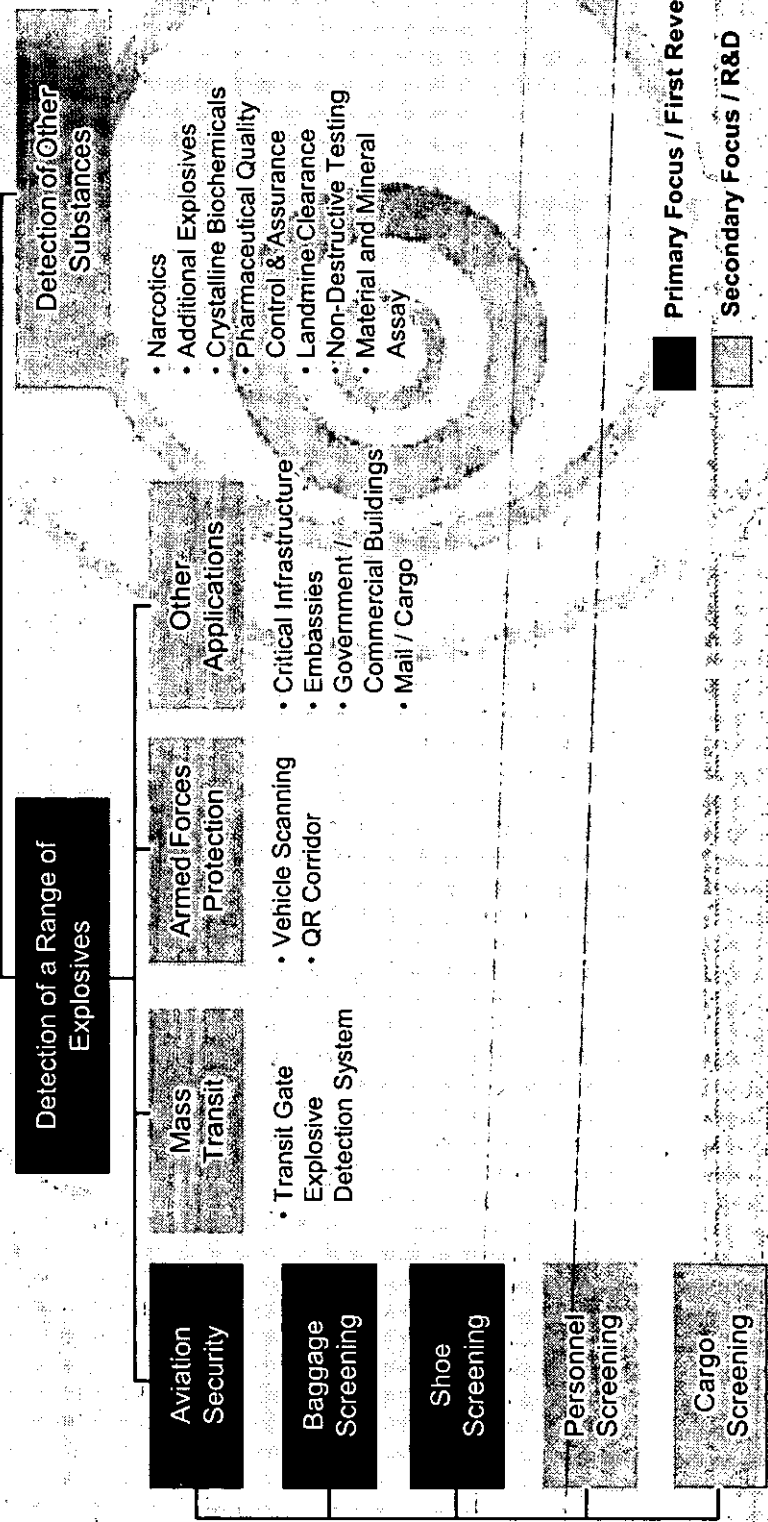 Detection of a Range of
Explosives
Detection of Other
Substances
Aviation
Security
Baggage
Screening
Shoe
Screening
Personnel
Screening
Cargo
Screening
Mass
Transit
• Transit Gate
Explosive
Detection System
Armed Forces
Protection
• Vehicle Scanning
• QR Corridor
Other
Applications
• Critical Infrastructure
• Embassies
• Government /
Commercial Buildings
• Mail / Cargo
• Narcotics
• Additional Explosives
• Crystalline Biochemicals
• Pharmaceutical Quality
Control & Assurance
• Landmine Clearance
• Non-Destructive Testing
• Material and Mineral
Assay
Primary Focus / First Reve
Secondary Focus / R&D